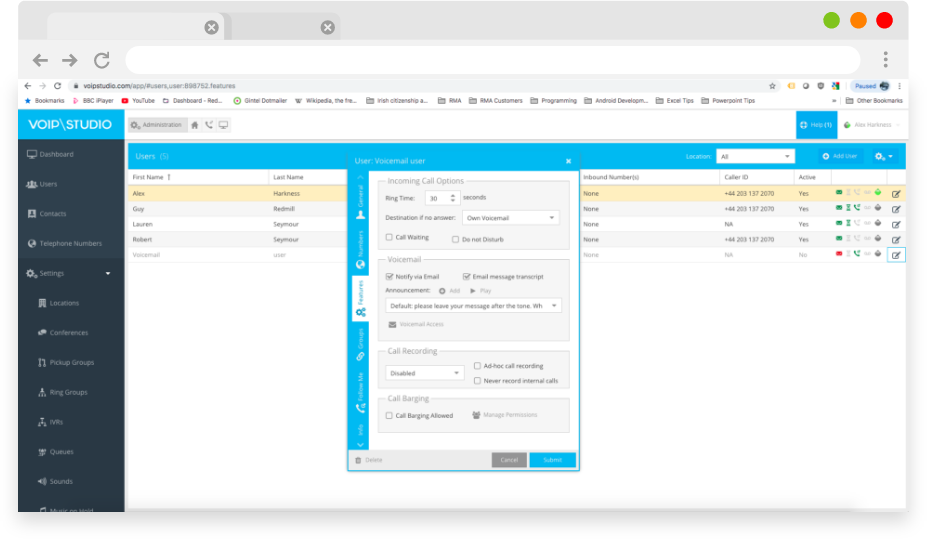 voipstudio.com/app/#users,user:898752.features
Paused
Bookmarks BBC iPlayer YouTube Dashboard - Red... Gintel Dotmailer Wikipedia, the fre... Irish citizenship a... RMA RMA Customers Programming Android Developm... Excel Tips Powerpoint Tips » Other Bookmarks
VOIP\STUDIO Administration Help (1) Alex Harkness
Dashboard
Users
Contacts
Telephone Numbers
Settings
Locations
Conferences
Pickup Groups
Ring Groups
IVRs
Queues
Sounds
Music on Hold
Users (5) Location: All Add User
First Name Last Name Inbound Number(s) Caller ID Active
Alex Harkness None +44 203 137 2070 Yes
Guy Redmill None +44 203 137 2070 Yes
Lauren Seymour None NA Yes
Robert Seymour None +44 203 137 2070 Yes
Voicemail user None NA No
User: Voicemail user
General
Numbers
Features
Groups
Follow Me
Info
Incoming Call Options
Ring Time: 30 seconds
Destination if no answer: Own Voicemail
Call Waiting Do not Disturb
Voicemail
Notify via Email Email message transcript
Announcement: Add Play
Default: please leave your message after the tone. Wh
Voicemail Access
Call Recording
Disabled
Ad-hoc call recording
Never record internal calls
Call Barging
Call Barging Allowed Manage Permissions
Delete Cancel Submit